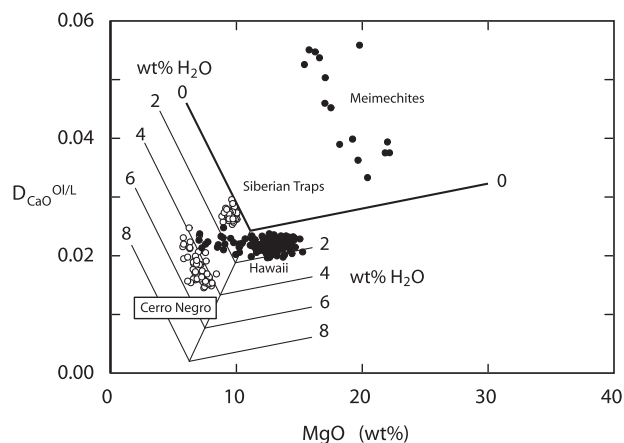 0.06
wt% H₂O
0
2
4
6
8
Meimechites
0.04
Siberian Traps
0
D_CaO^Ol/L
0.02
Hawaii
2
4
wt% H₂O
6
8
Cerro Negro
0.00
0
10
20
30
40
MgO (wt%)